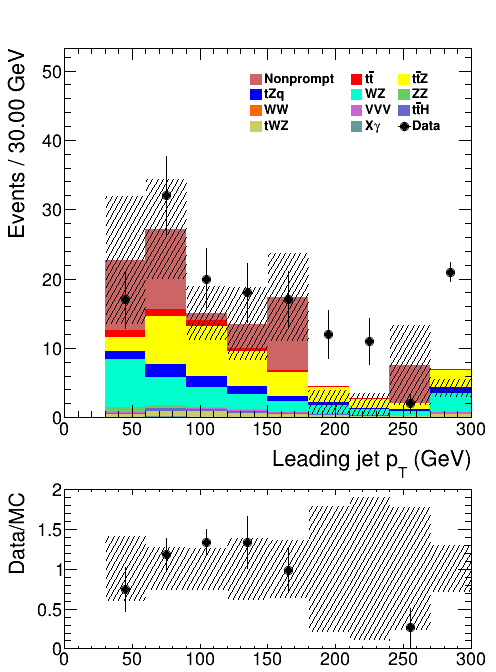 Events / 30.00 GeV
50
40
30
20
10
0
Nonprompt tt̄ tt̄Z
tZq WZ ZZ
WW VVV tt̄H
tWZ Xγ Data
0 50 100 150 200 250 300
Leading jet p_T (GeV)
Data/MC
2
1.5
1
0.5
0
0 50 100 150 200 250 300